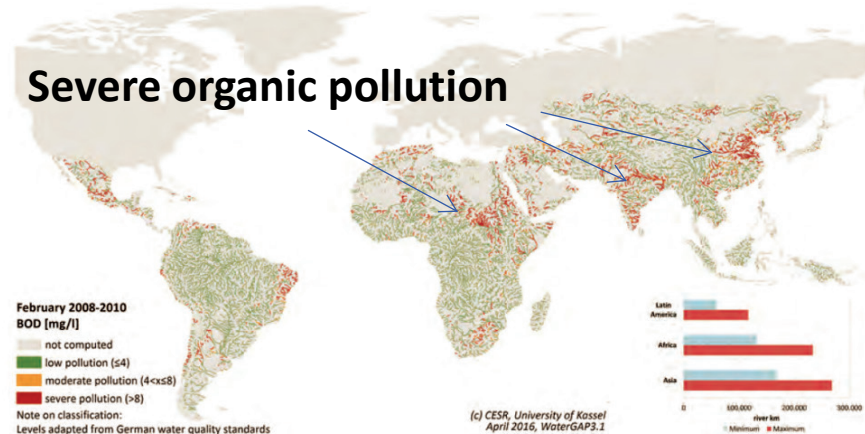 Severe organic pollution
February 2008-2010
BOD [mg/l]
not computed
low pollution (≤4)
moderate pollution (4<x≤8)
severe pollution (>8)
Note on classification:
Levels adapted from German water quality standards
(c) CESR, University of Kassel
April 2016, WaterGAP3.1
Latin
America
Africa
Asia
0 100,000 200,000 300,000
river km
Minimum Maximum